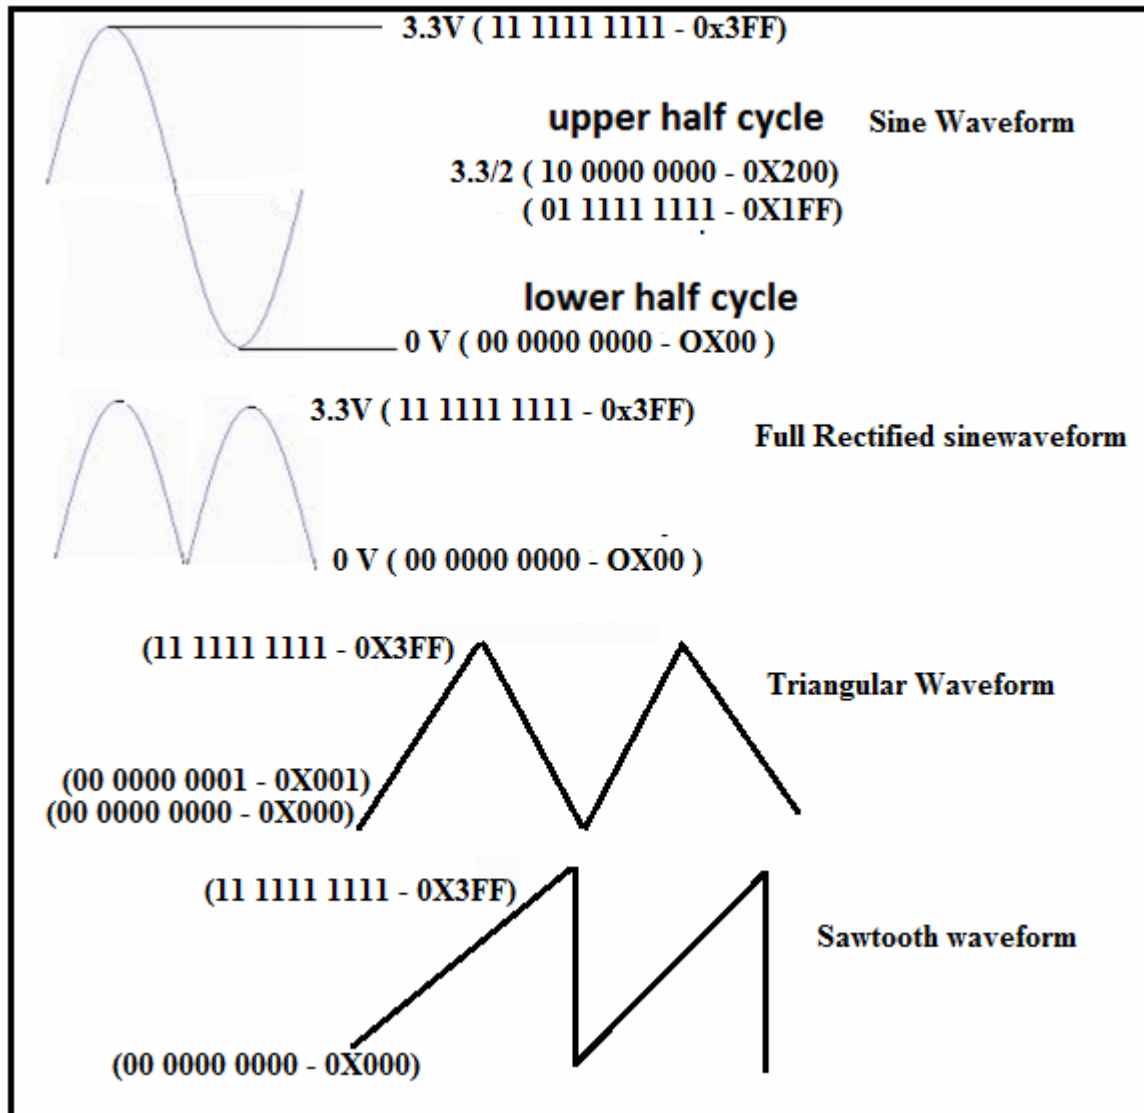 3.3V ( 11 1111 1111 - 0x3FF)
upper half cycle Sine Waveform
3.3/2 ( 10 0000 0000 - 0X200)
( 01 1111 1111 - 0X1FF)
lower half cycle
0 V ( 00 0000 0000 - OX00 )
3.3V ( 11 1111 1111 - 0x3FF)
Full Rectified sinewaveform
0 V ( 00 0000 0000 - OX00 )
(11 1111 1111 - 0X3FF)
Triangular Waveform
(00 0000 0001 - 0X001)
(00 0000 0000 - 0X000)
(11 1111 1111 - 0X3FF)
Sawtooth waveform
(00 0000 0000 - 0X000)